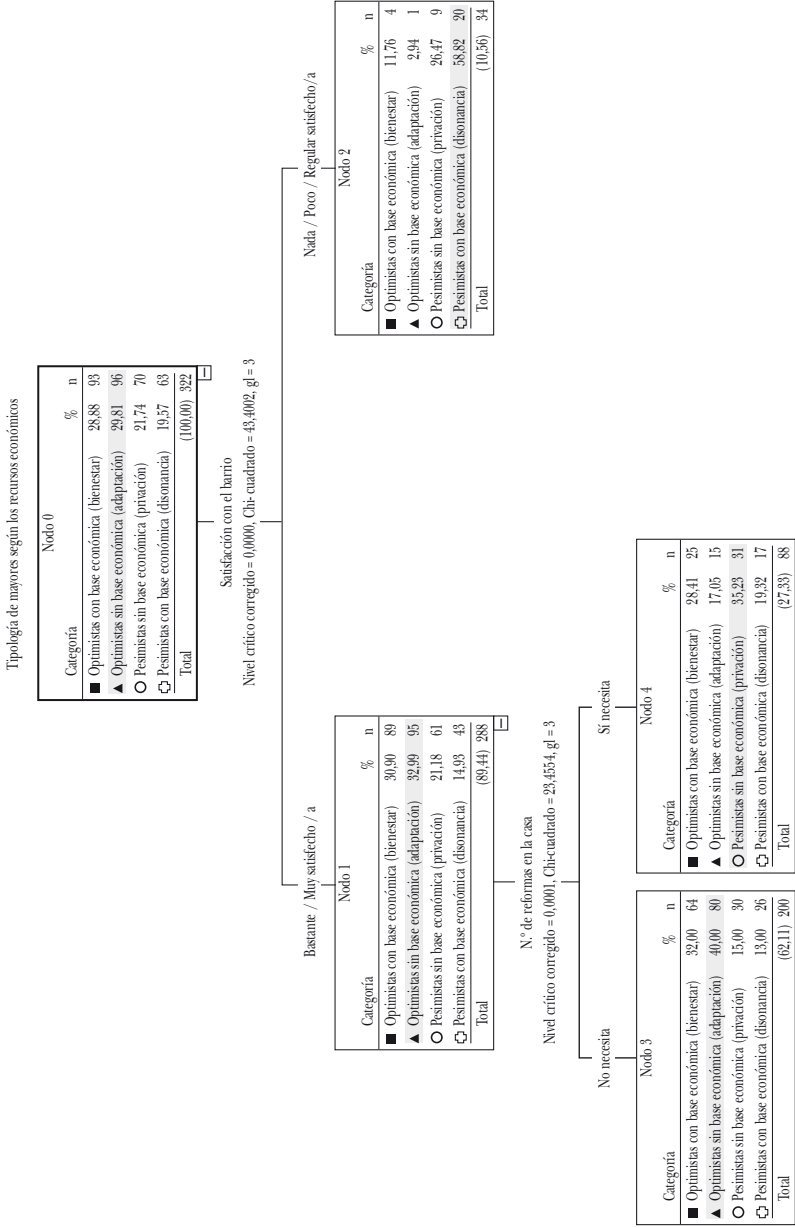 Tipología de mayores según los recursos económicos
Nodo 0
Categoría % n
Optimistas con base económica (bienestar) 28,88 93
Optimistas sin base económica (adaptación) 29,81 96
Pesimistas sin base económica (privación) 21,74 70
Pesimistas con base económica (disonancia) 19,57 63
Total (100,00) 322
Satisfacción con el barrio
Nivel crítico corregido = 0,0000, Chi-cuadrado = 43,4002, gl = 3
Bastante / Muy satisfecho / a
Nodo 1
Categoría % n
Optimistas con base económica (bienestar) 30,90 89
Optimistas sin base económica (adaptación) 32,99 95
Pesimistas sin base económica (privación) 21,18 61
Pesimistas con base económica (disonancia) 14,93 43
Total (89,44) 288
Nada / Poco / Regular satisfecho/a
Nodo 2
Categoría % n
Optimistas con base económica (bienestar) 11,76 4
Optimistas sin base económica (adaptación) 2,94 1
Pesimistas sin base económica (privación) 26,47 9
Pesimistas con base económica (disonancia) 58,82 20
Total (10,56) 34
N.º de reformas en la casa
Nivel crítico corregido = 0,0001, Chi-cuadrado = 23,4554, gl = 3
No necesita
Nodo 3
Categoría % n
Optimistas con base económica (bienestar) 32,00 64
Optimistas sin base económica (adaptación) 40,00 80
Pesimistas sin base económica (privación) 15,00 30
Pesimistas con base económica (disonancia) 13,00 26
Total (62,11) 200
Sí necesita
Nodo 4
Categoría % n
Optimistas con base económica (bienestar) 28,41 25
Optimistas sin base económica (adaptación) 17,05 15
Pesimistas sin base económica (privación) 35,23 31
Pesimistas con base económica (disonancia) 19,32 17
Total (27,33) 88